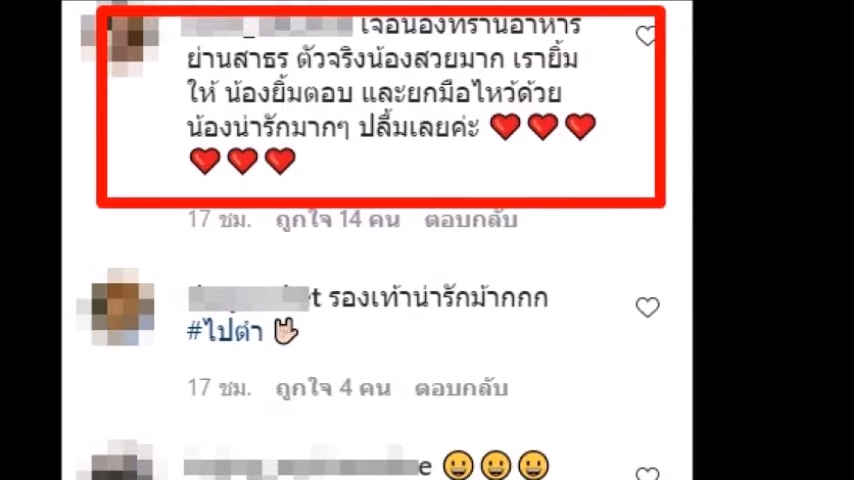 เจอน้องที่ร้านอาหาร
ย่านสาธร ตัวจริงน้องสวยมาก เรายิ้ม
ให้ น้องยิ้มตอบ และยกมือไหว้ด้วย
น้องน่ารักมากๆ ปลื้มเลยค่ะ ❤️❤️❤️
❤️❤️❤️
17 ชม. ถูกใจ 14 คน ตอบกลับ
et รองเท้าน่ารักม้ากกก
#ไปตำ 🤟🏻
17 ชม. ถูกใจ 4 คน ตอบกลับ
e 😀😀😀